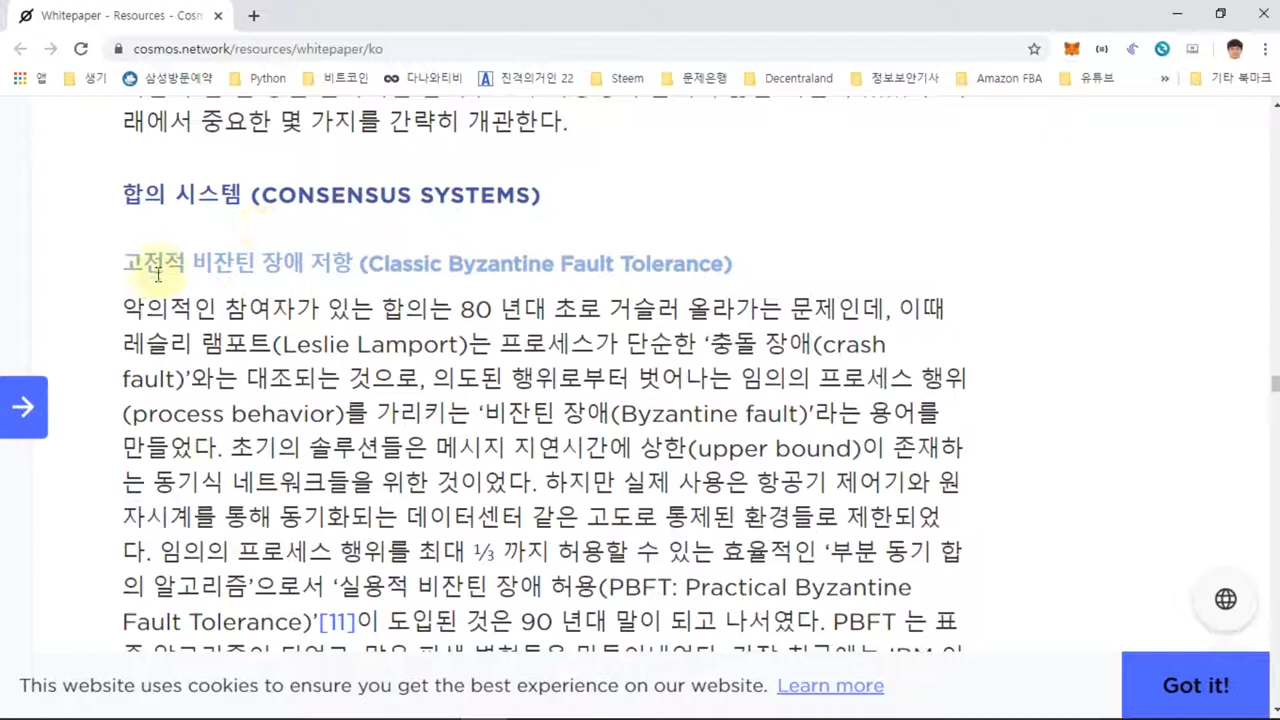 Whitepaper - Resources - Cosm
cosmos.network/resources/whitepaper/ko
앱 생기 삼성방문예약 Python 비트코인 다나와티비 진격의거인 22 Steem 문제은행 Decentraland 정보보안기사 Amazon FBA 유튜브 » 기타 북마크
래에서 중요한 몇 가지를 간략히 개관한다.
합의 시스템 (CONSENSUS SYSTEMS)
고전적 비잔틴 장애 저항 (Classic Byzantine Fault Tolerance)
악의적인 참여자가 있는 합의는 80 년대 초로 거슬러 올라가는 문제인데, 이때
레슬리 램포트(Leslie Lamport)는 프로세스가 단순한 ‘충돌 장애(crash
fault)’와는 대조되는 것으로, 의도된 행위로부터 벗어나는 임의의 프로세스 행위
(process behavior)를 가리키는 ‘비잔틴 장애(Byzantine fault)’라는 용어를
만들었다. 초기의 솔루션들은 메시지 지연시간에 상한(upper bound)이 존재하
는 동기식 네트워크들을 위한 것이었다. 하지만 실제 사용은 항공기 제어기와 원
자시계를 통해 동기화되는 데이터센터 같은 고도로 통제된 환경들로 제한되었
다. 임의의 프로세스 행위를 최대 ⅓ 까지 허용할 수 있는 효율적인 ‘부분 동기 합
의 알고리즘’으로서 ‘실용적 비잔틴 장애 허용(PBFT: Practical Byzantine
Fault Tolerance)’[11]이 도입된 것은 90 년대 말이 되고 나서였다. PBFT 는 표
This website uses cookies to ensure you get the best experience on our website. Learn more
Got it!